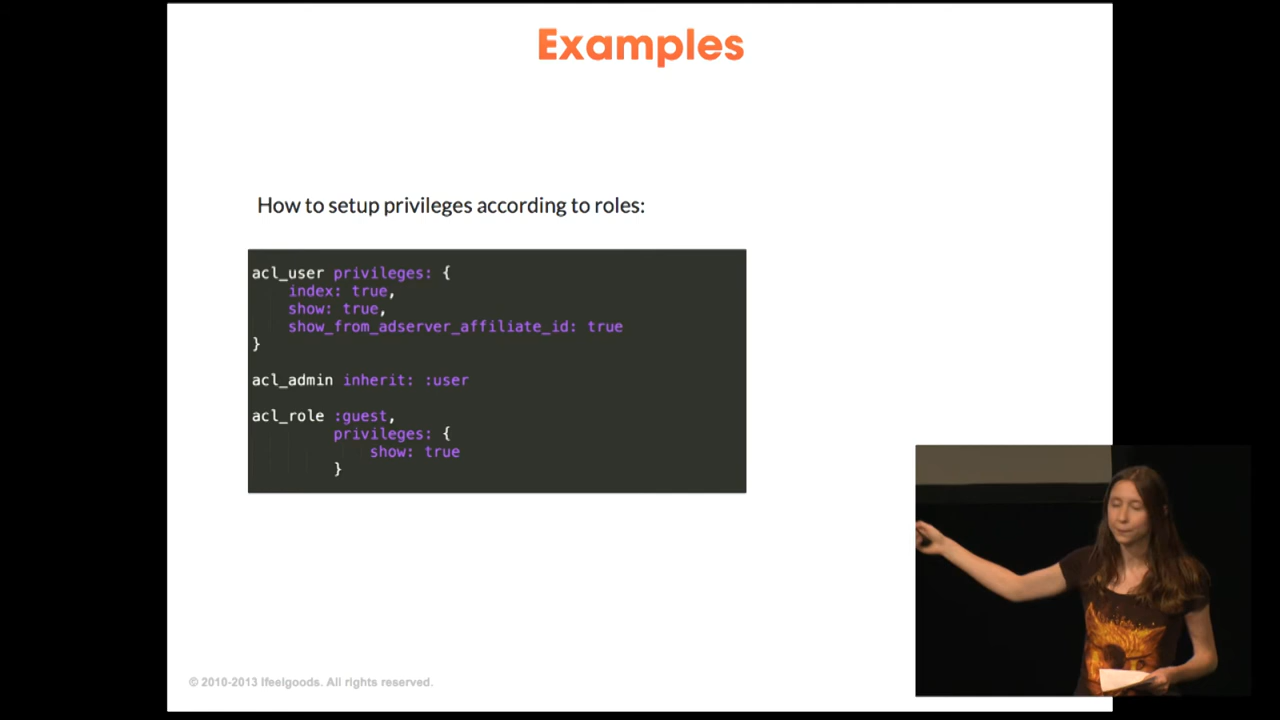 Examples
How to setup privileges according to roles:
acl_user privileges: {
    index: true,
    show: true,
    show_from_adserver_affiliate_id: true
}
acl_admin inherit: :user
acl_role :guest,
         privileges: {
             show: true
         }
© 2010-2013 Ifeelgoods. All rights reserved.